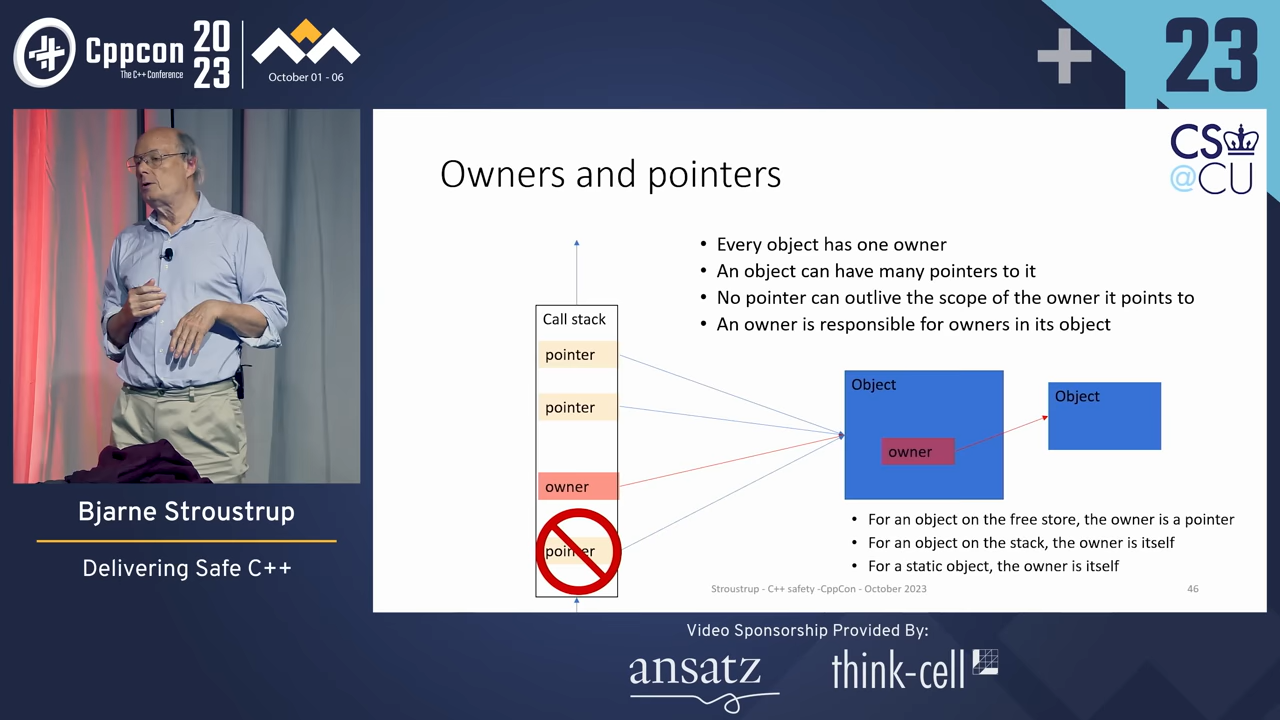 Cppcon
The C++ Conference
20
23
October 01 - 06
23
CS
@CU
Owners and pointers
• Every object has one owner
• An object can have many pointers to it
• No pointer can outlive the scope of the owner it points to
• An owner is responsible for owners in its object
Call stack
pointer
pointer
owner
pointer
Object
owner
Object
• For an object on the free store, the owner is a pointer
• For an object on the stack, the owner is itself
• For a static object, the owner is itself
Stroustrup - C++ safety -CppCon - October 2023
46
Bjarne Stroustrup
Delivering Safe C++
Video Sponsorship Provided By:
ansatz
think-cell